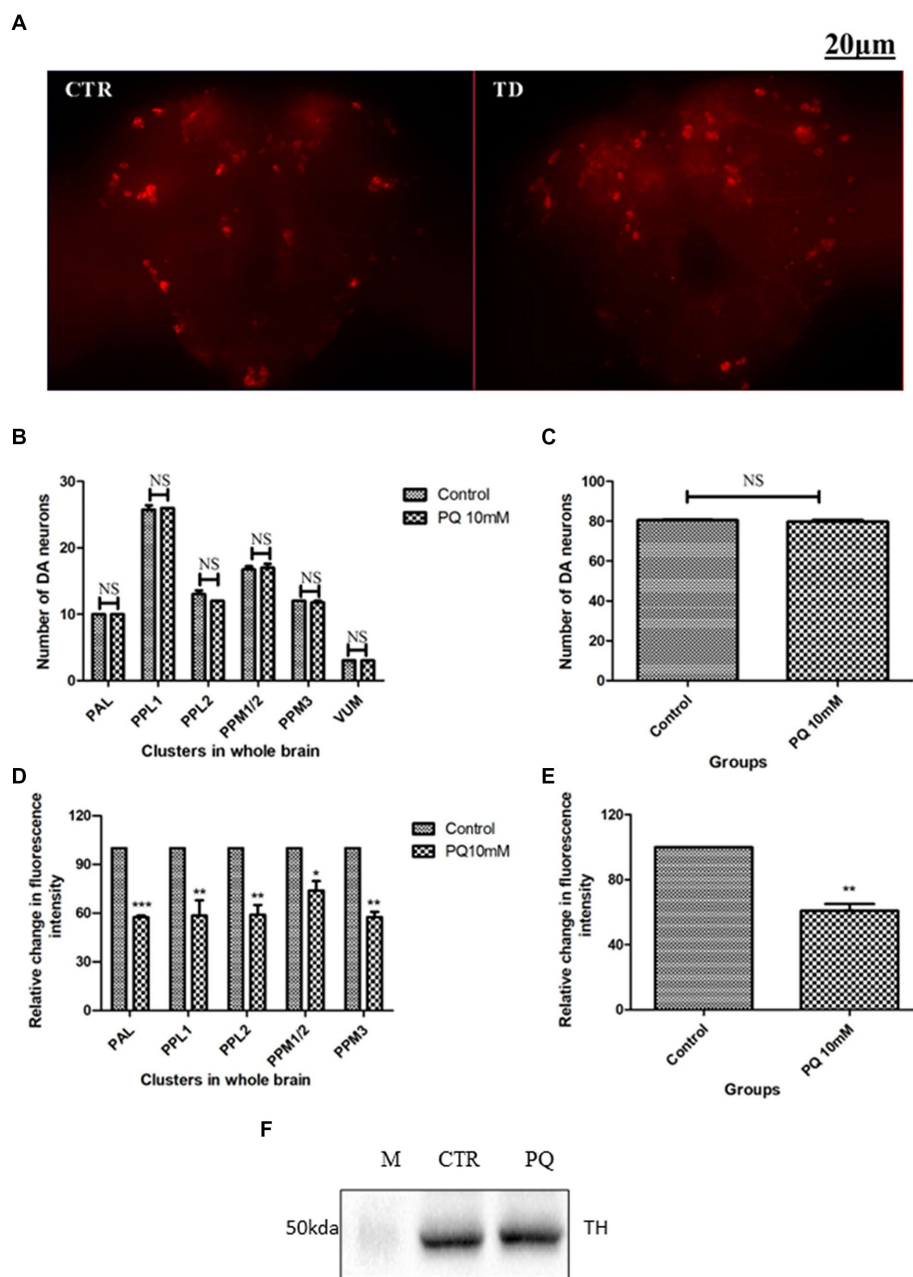 A
20µm
CTR
TD
B
C
Number of DA neurons
30
20
10
0
NS
NS
NS
NS
NS
NS
PAL
PPL1
PPL2
PPM1/2
PPM3
VUM
Clusters in whole brain
Control
PQ 10mM
Number of DA neurons
100
80
60
40
20
0
NS
Control
PQ 10mM
Groups
D
E
Relative change in fluorescence
intensity
120
90
60
30
0
***
**
**
*
**
PAL
PPL1
PPL2
PPM1/2
PPM3
Clusters in whole brain
Control
PQ10mM
Relative change in fluorescence
intensity
120
80
40
0
**
Control
PQ 10mM
Groups
F
M CTR PQ
50kda
TH